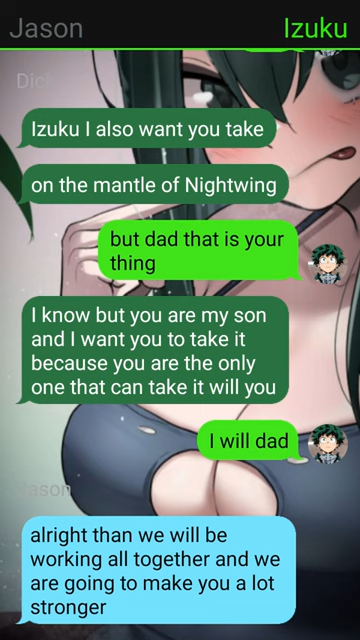 Jason
Izuku
Dick
Izuku I also want you take
on the mantle of Nightwing
but dad that is your
thing
I know but you are my son
and I want you to take it
because you are the only
one that can take it will you
I will dad
Jason
alright than we will be
working all together and we
are going to make you a lot
stronger